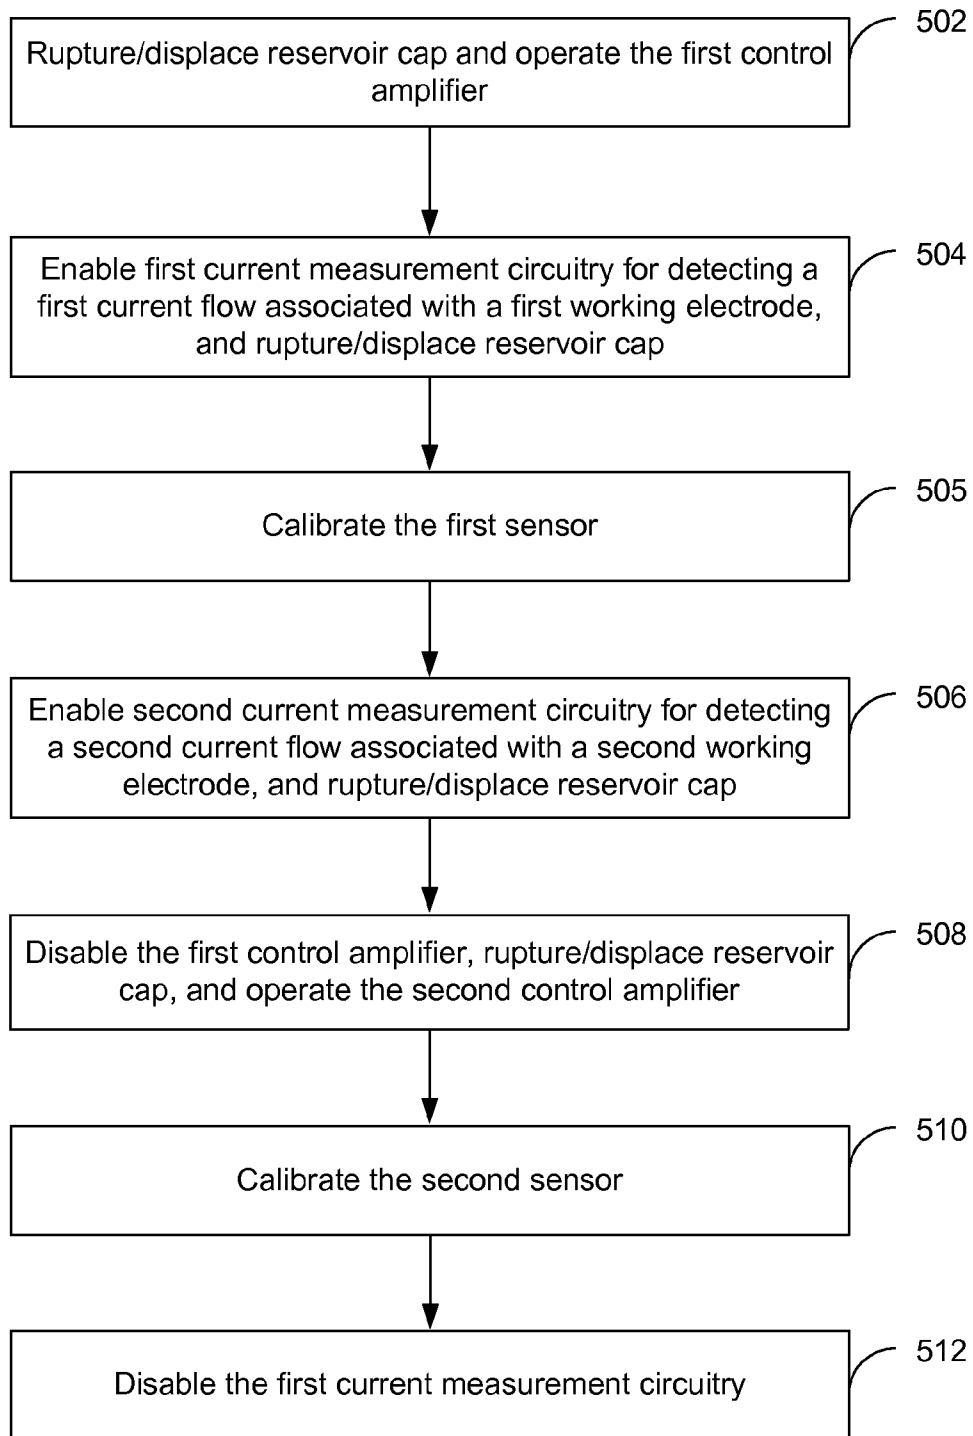 502
Rupture/displace reservoir cap and operate the first control
amplifier
504
Enable first current measurement circuitry for detecting a
first current flow associated with a first working electrode,
and rupture/displace reservoir cap
505
Calibrate the first sensor
506
Enable second current measurement circuitry for detecting
a second current flow associated with a second working
electrode, and rupture/displace reservoir cap
508
Disable the first control amplifier, rupture/displace reservoir
cap, and operate the second control amplifier
510
Calibrate the second sensor
512
Disable the first current measurement circuitry